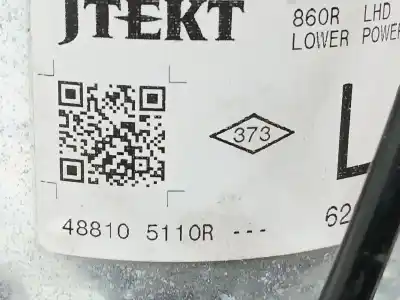 JTEKT
860R LHD
LOWER POWER
373
L
48810 5110R ---
62